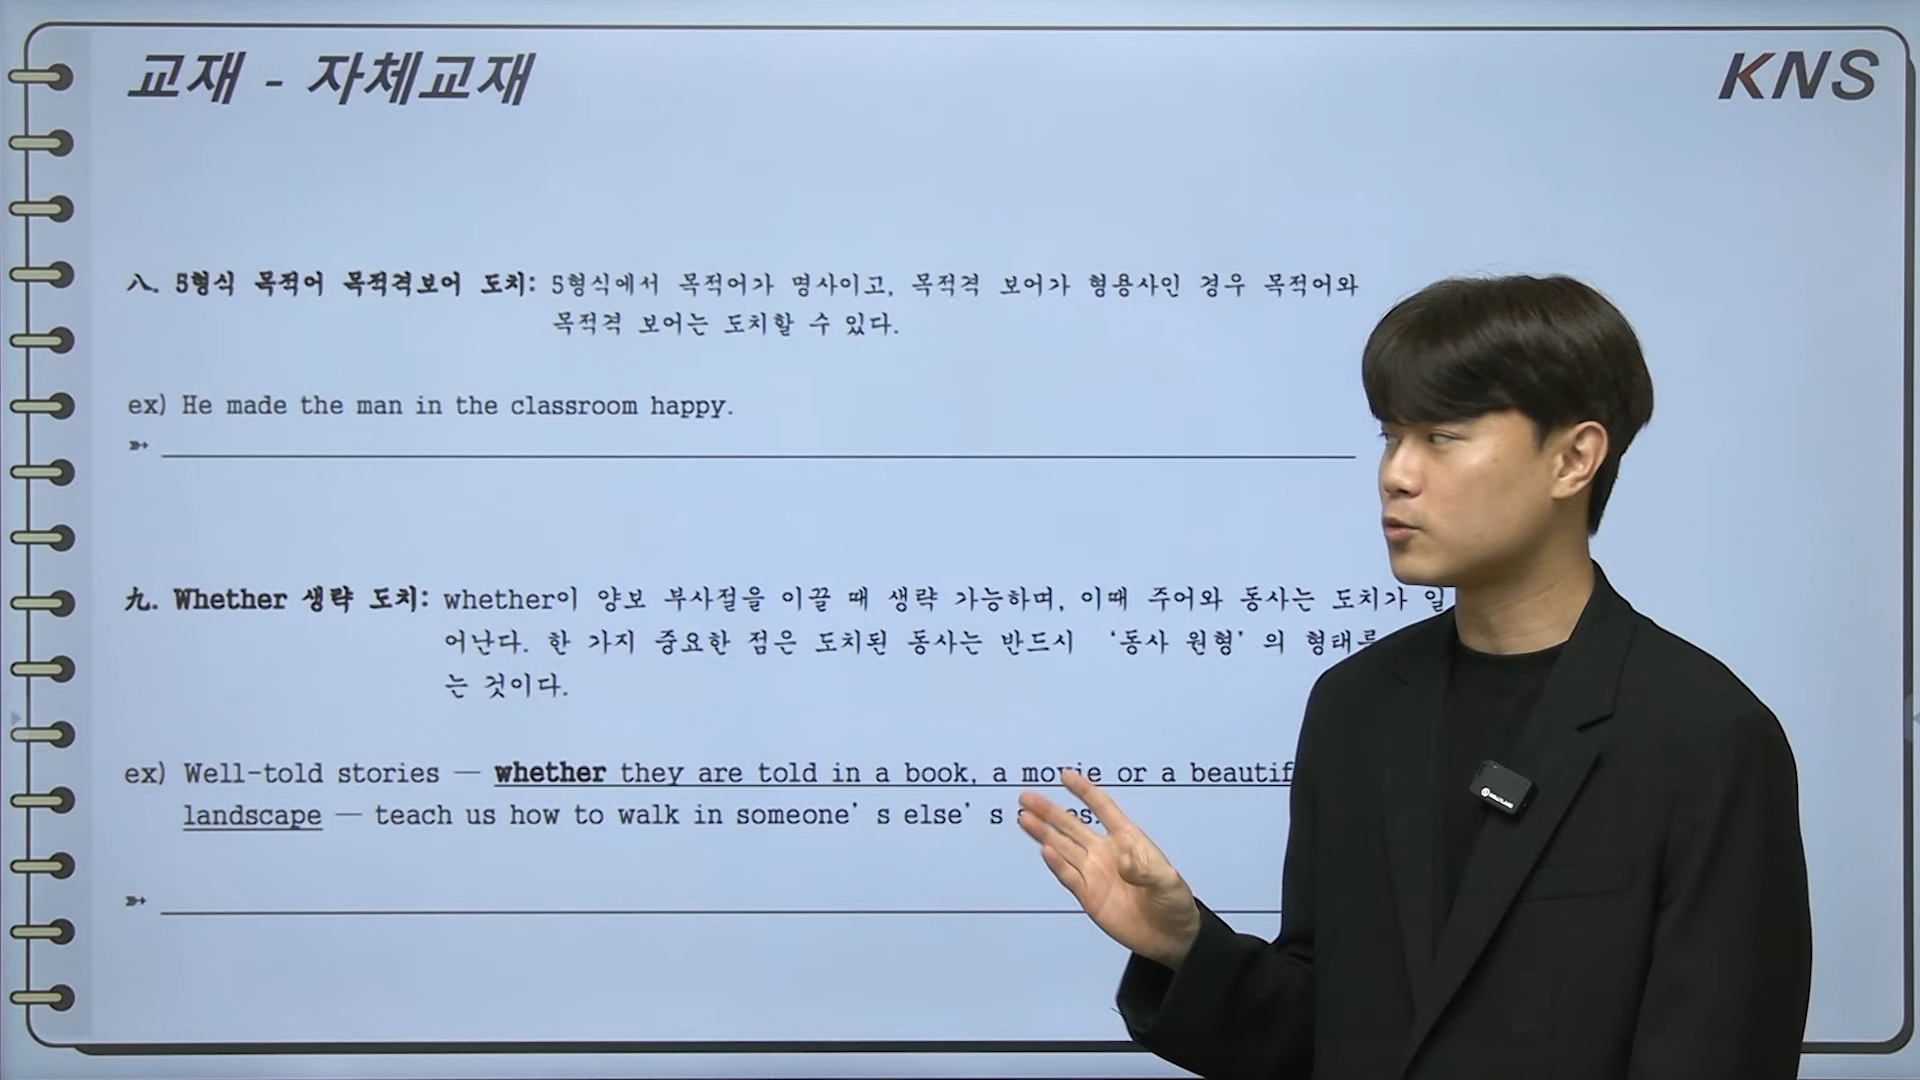 교재 - 자체교재
KNS
八. 5형식 목적어 목적격보어 도치: 5형식에서 목적어가 명사이고, 목적격 보어가 형용사인 경우 목적어와
목적격 보어는 도치할 수 있다.
ex) He made the man in the classroom happy.
九. Whether 생략 도치: whether이 양보 부사절을 이끌 때 생략 가능하며, 이때 주어와 동사는 도치가 일
어난다. 한 가지 중요한 점은 도치된 동사는 반드시 ‘동사 원형’ 의
는 것이다.
ex) Well-told stories — whether they are told in a book, a movie or a
landscape — teach us how to walk in someone’ s else’ s